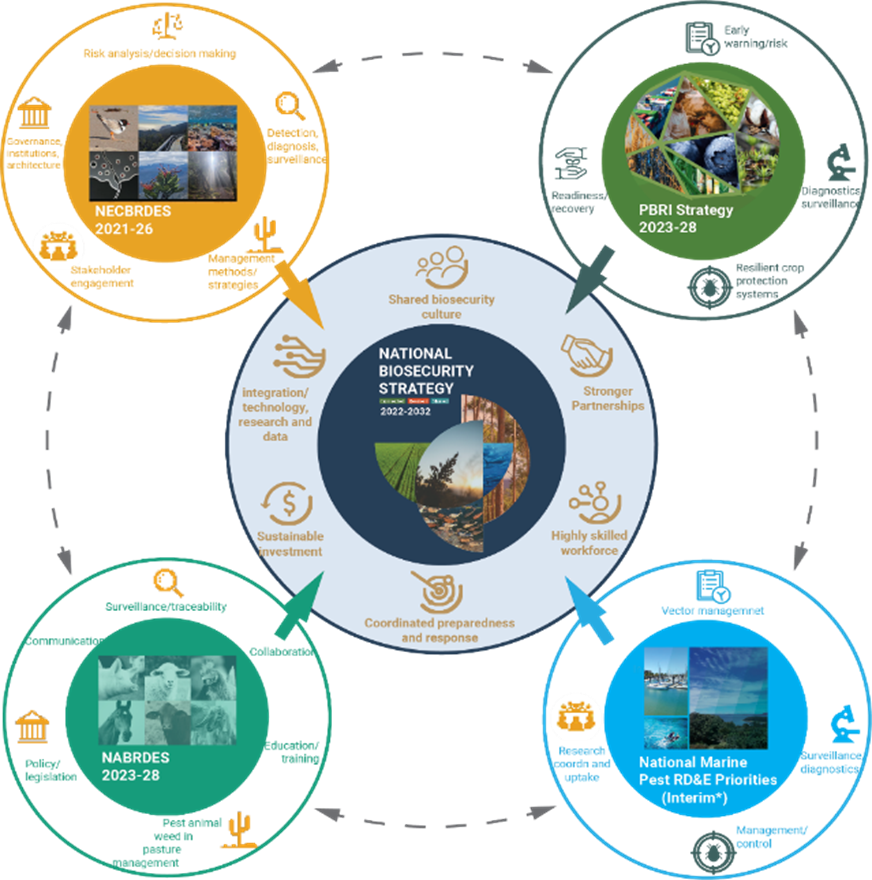 Risk analysis/decision making
Governance,
institutions,
architecture
Detection,
diagnosis,
surveillance
NECBRDES
2021-26
Stakeholder
engagement
Management
methods/
strategies
Early
warning/risk
Readiness/
recovery
Diagnostics
surveillance
PBRI Strategy
2023-28
Resilient crop
protection
systems
Shared biosecurity
culture
integration/
technology,
research and
data
NATIONAL
BIOSECURITY
STRATEGY
2022-2032
Stronger
Partnerships
Sustainable
investment
Highly skilled
workforce
Coordinated preparedness
and response
Surveillance/traceability
Communication
Collaboration
Policy/
legislation
NABRDES
2023-28
Education/
training
Pest animal
weed in
pasture
management
Vector managemnet
Research
coordn and
uptake
Surveillance,
diagnostics
National Marine
Pest RD&E Priorities
(Interim*)
Management/
control